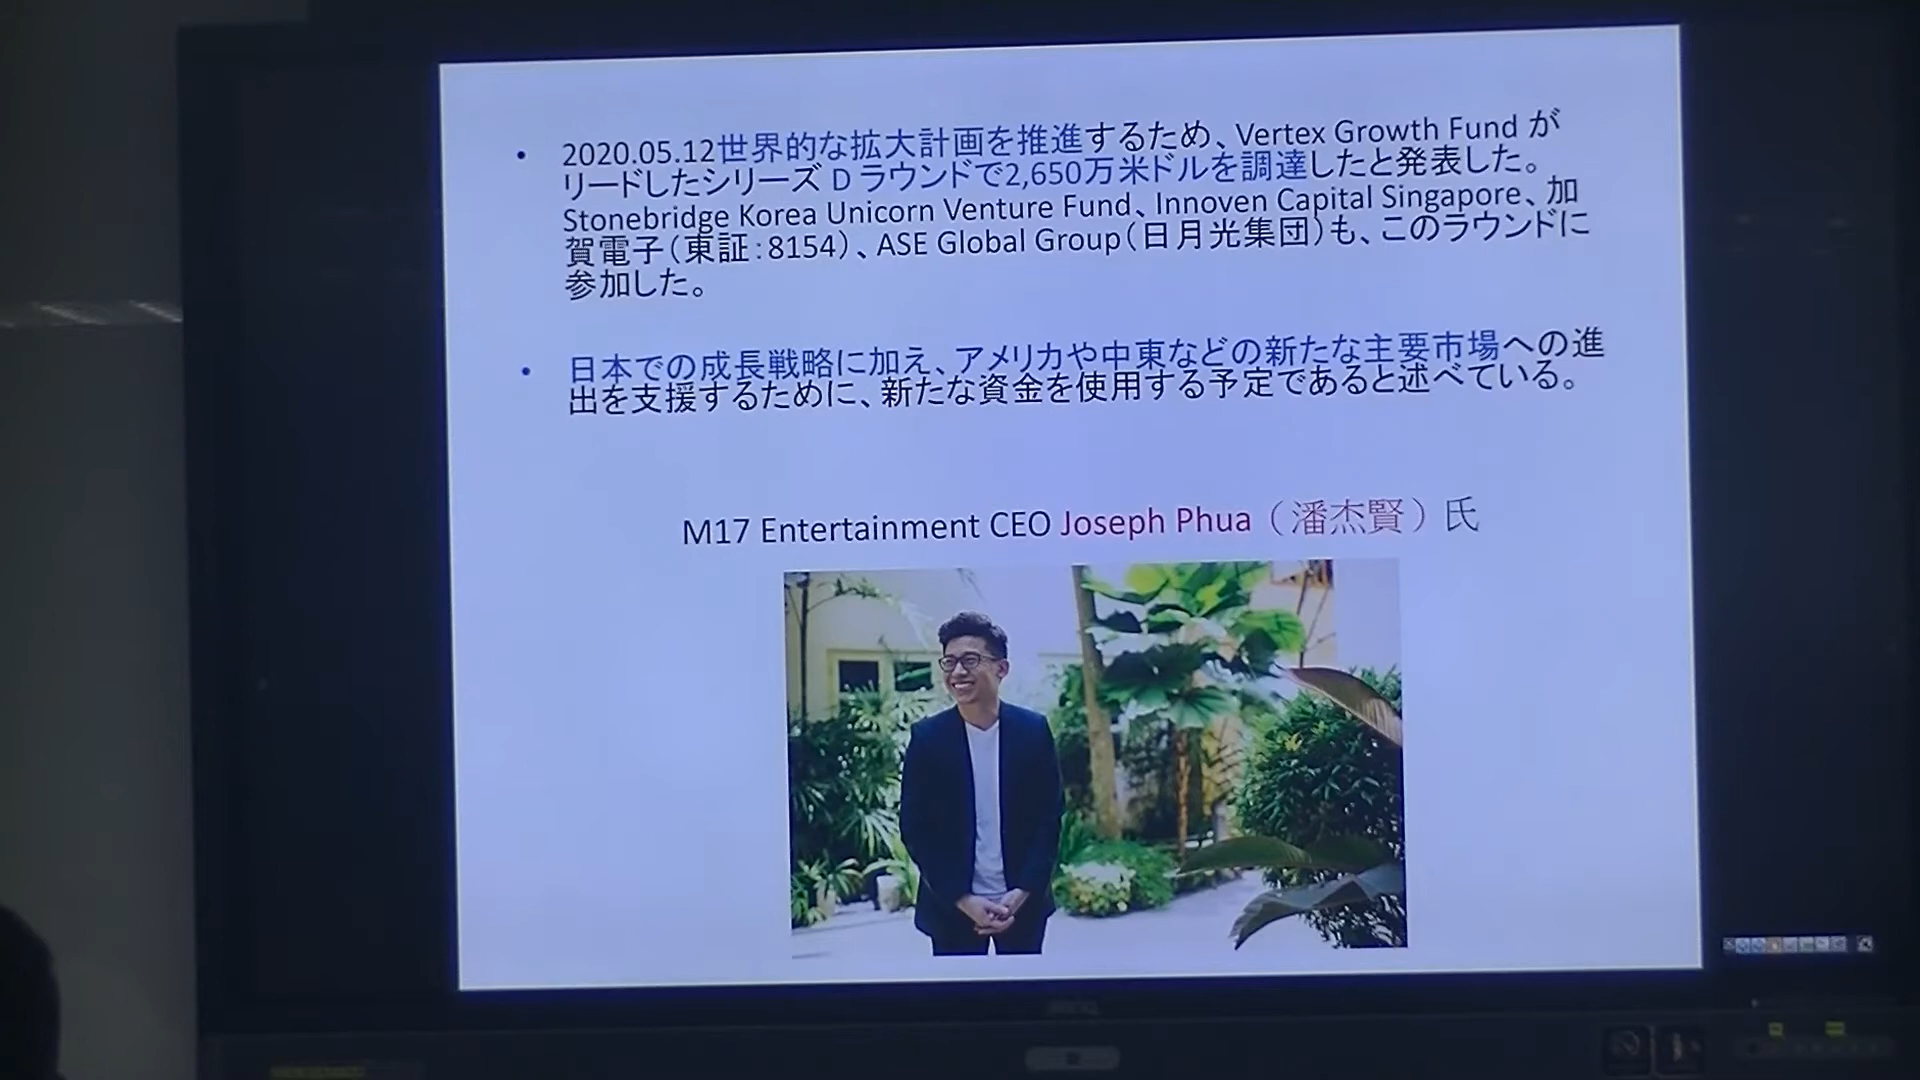 • 2020.05.12世界的な拡大計画を推進するため、Vertex Growth Fund が
リードしたシリーズ D ラウンドで2,650万米ドルを調達したと発表した。
Stonebridge Korea Unicorn Venture Fund、Innoven Capital Singapore、加
賀電子（東証：8154）、ASE Global Group（日月光集団）も、このラウンドに
参加した。
• 日本での成長戦略に加え、アメリカや中東などの新たな主要市場への進
出を支援するために、新たな資金を使用する予定であると述べている。
M17 Entertainment CEO Joseph Phua（潘杰賢）氏